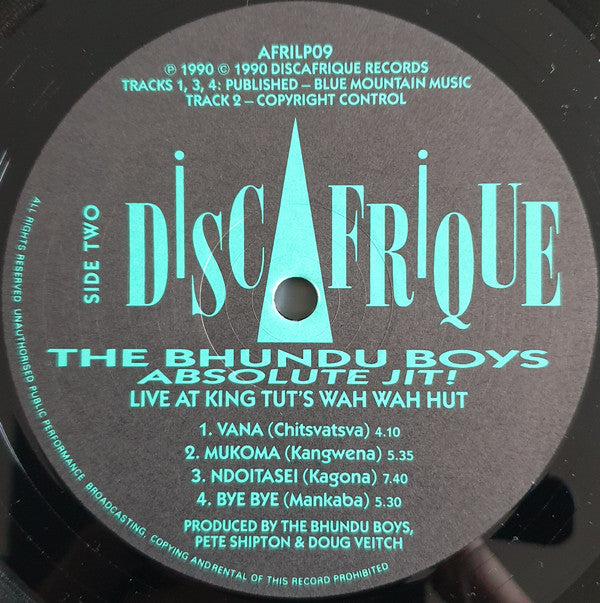 AFRILP09
℗ 1990 © 1990 DISCAFRIQUE RECORDS
TRACKS 1, 3, 4: PUBLISHED – BLUE MOUNTAIN MUSIC
TRACK 2 – COPYRIGHT CONTROL
SIDE TWO
DiSCAFRiQUE
THE BHUNDU BOYS
ABSOLUTE JIT!
LIVE AT KING TUT'S WAH WAH HUT
1. VANA (Chitsvatsva) 4.10
2. MUKOMA (Kangwena) 5.35
3. NDOITASEI (Kagona) 7.40
4. BYE BYE (Mankaba) 5.30
PRODUCED BY THE BHUNDU BOYS,
PETE SHIPTON & DOUG VEITCH
ALL RIGHTS RESERVED UNAUTHORISED PUBLIC PERFORMANCE BROADCASTING, COPYING ANDRENTAL OF THIS RECORD PROHIBITED